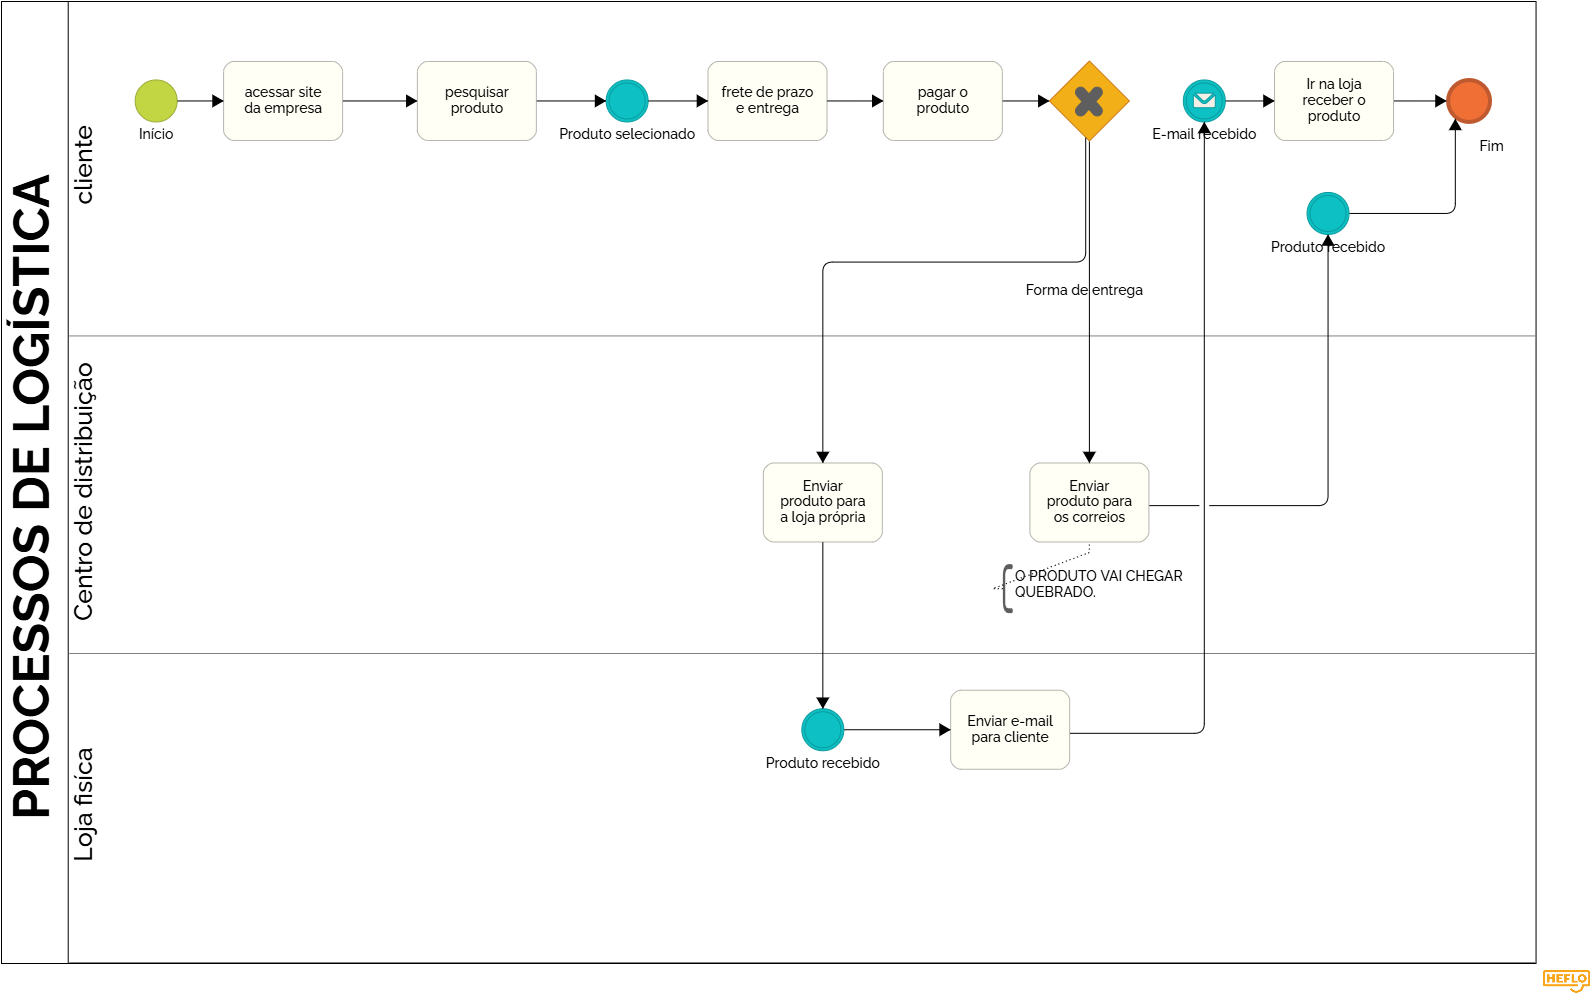 PROCESSOS DE LOGÍSTICA
cliente
Início
acessar site
da empresa
pesquisar
produto
Produto selecionado
frete de prazo
e entrega
pagar o
produto
Forma de entrega
E-mail recebido
Ir na loja
receber o
produto
Fim
Produto recebido
Centro de distribuição
Enviar
produto para
a loja própria
Enviar
produto para
os correios
O PRODUTO VAI CHEGAR
QUEBRADO.
Loja fisíca
Produto recebido
Enviar e-mail
para cliente
HEFLO